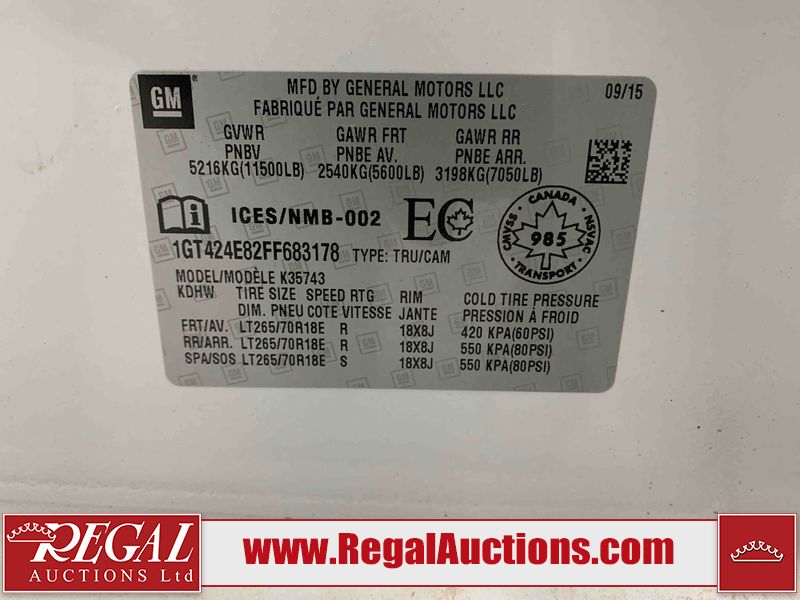 GM
MFD BY GENERAL MOTORS LLC 09/15
FABRIQUÉ PAR GENERAL MOTORS LLC
GVWR GAWR FRT GAWR RR
PNBV PNBE AV. PNBE ARR.
5216KG(11500LB) 2540KG(5600LB) 3198KG(7050LB)
ICES/NMB-002 EC
CANADA
SVNAC NSVAC
985
TRANSPORT
1GT424E82FF683178 TYPE: TRU/CAM
MODEL/MODÈLE K35743
KDHW TIRE SIZE SPEED RTG RIM COLD TIRE PRESSURE
DIM. PNEU COTE VITESSE JANTE PRESSION À FROID
FRT/AV. LT265/70R18E R 18X8J 420 KPA(60PSI)
RR/ARR. LT265/70R18E R 18X8J 550 KPA(80PSI)
SPA/SOS LT265/70R18E S 18X8J 550 KPA(80PSI)
REGAL
AUCTIONS Ltd
www.RegalAuctions.com